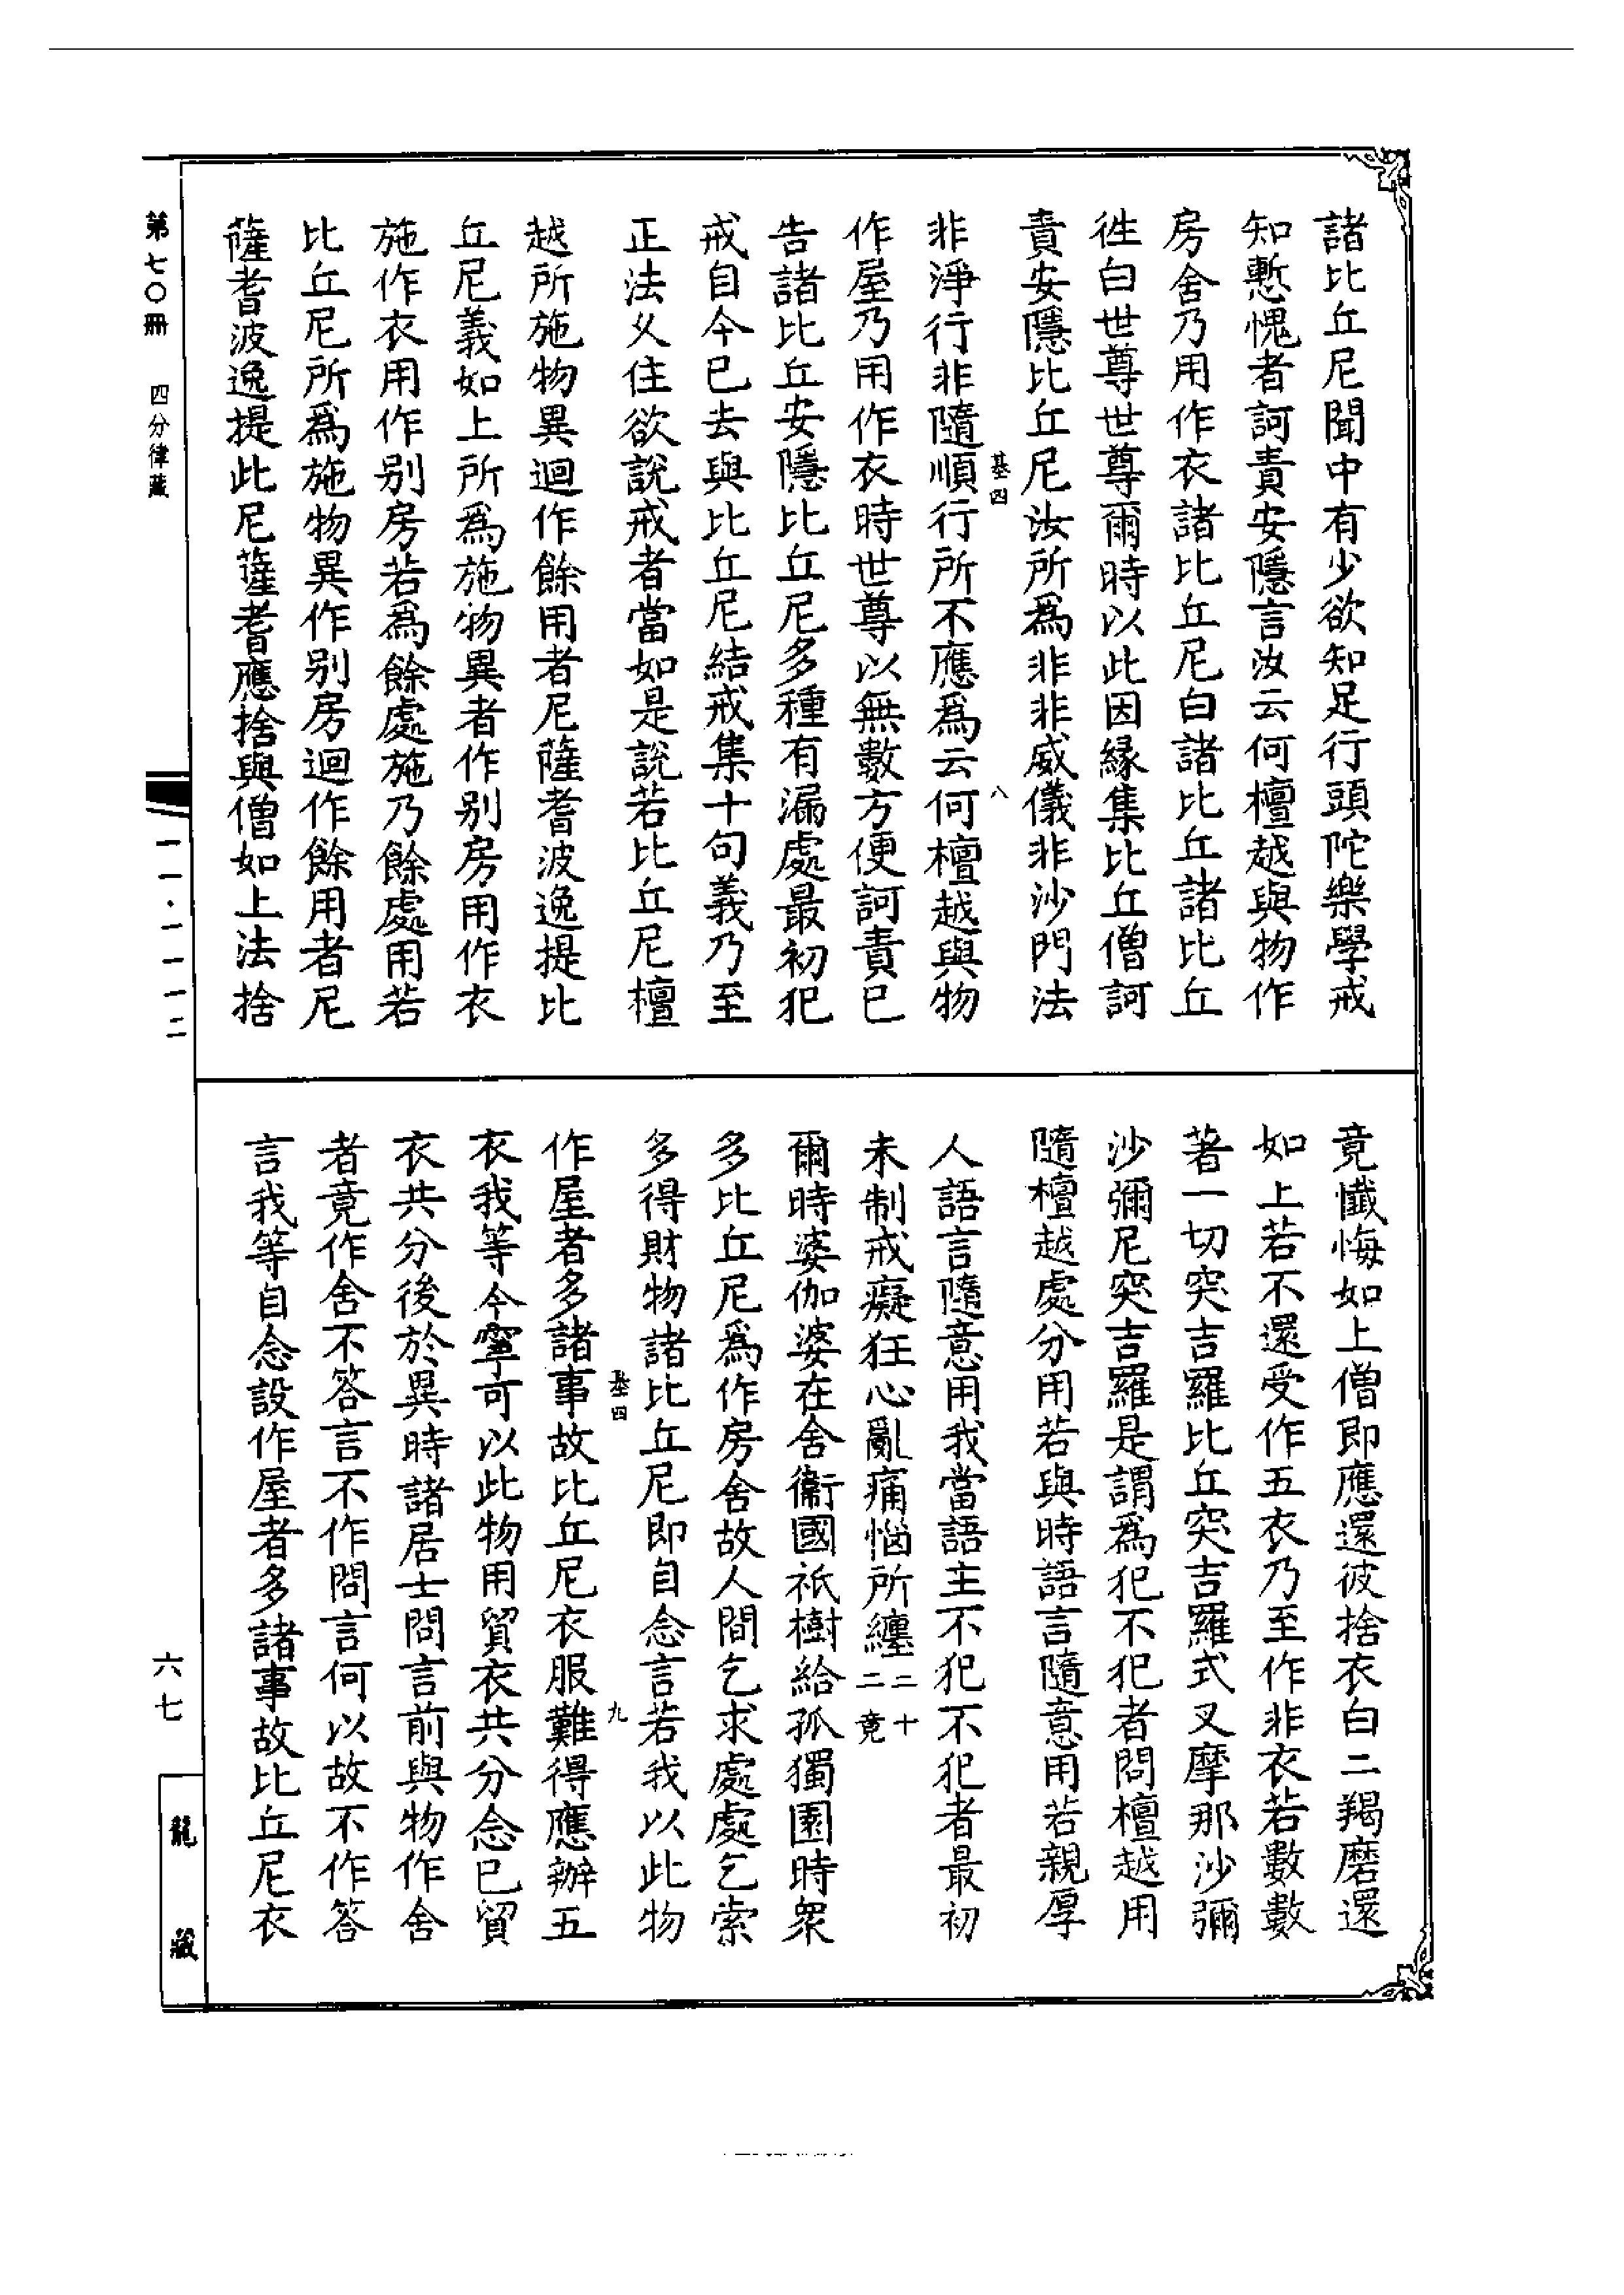 諸比丘尼聞中有少欲知足行頭陀樂學戒
知慙愧者訶責安隱言汝云何檀越與物作
房舍乃用作衣諸比丘尼白諸比丘諸比丘
徃白世尊世尊爾時以此因緣集比丘僧訶
責安隱比丘尼汝所爲非非威儀非沙門法
基四
八
非淨行非隨順行所不應爲云何檀越與物
作屋乃用作衣時世尊以無數方便訶責已
告諸比丘安隱比丘尼多種有漏處最初犯
戒自今已去與比丘尼結戒集十句義乃至
正法久住欲說戒者當如是說若比丘尼檀
越所施物異迴作餘用者尼薩耆波逸提比
丘尼義如上所爲施物異者作別房用作衣
施作衣用作別房若爲餘處施乃餘處用若
比丘尼所爲施物異作別房迴作餘用者尼
薩耆波逸提此尼薩耆應捨與僧如上法捨
竟懺悔如上僧即應還彼捨衣白二羯磨還
如上若不還受作五衣乃至作非衣若數數
著一切突吉羅比丘突吉羅式叉摩那沙彌
沙彌尼突吉羅是謂爲犯不犯者問檀越用
隨檀越處分用若與時語言隨意用若親厚
人語言隨意用我當語主不犯不犯者最初
未制戒癡狂心亂痛惱所纏二十二竟
爾時婆伽婆在舍衞國祇樹給孤獨園時衆
多比丘尼爲作房舍故人間乞求處處乞索
多得財物諸比丘尼即自念言若我以此物
基四
九
作屋者多諸事故比丘尼衣服難得應辦五
衣我等今寧可以此物用貿衣共分念已貿
衣共分後於異時諸居士問言前與物作舍
者竟作舍不答言不作問言何以故不作答
言我等自念設作屋者多諸事故比丘尼衣
第七〇冊
四分律藏
一一·一一一二
六七
龍藏